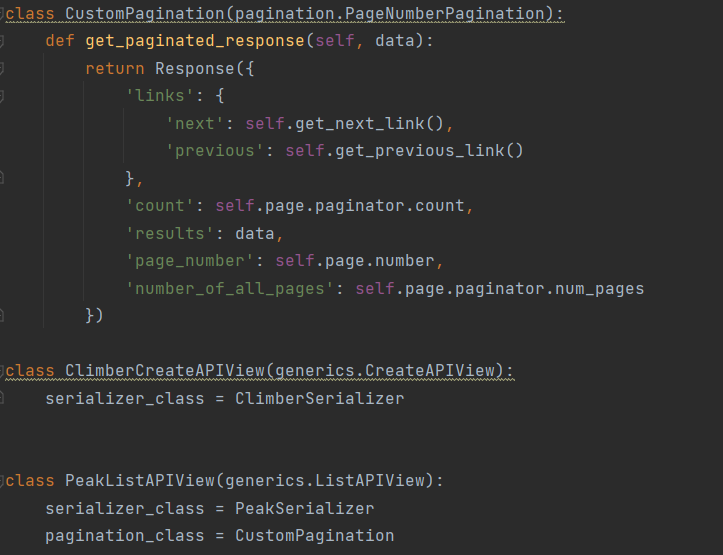 class CustomPagination(pagination.PageNumberPagination):
    def get_paginated_response(self, data):
        return Response({
            'links': {
                'next': self.get_next_link(),
                'previous': self.get_previous_link()
            },
            'count': self.page.paginator.count,
            'results': data,
            'page_number': self.page.number,
            'number_of_all_pages': self.page.paginator.num_pages
        })
class ClimberCreateAPIView(generics.CreateAPIView):
    serializer_class = ClimberSerializer
class PeakListAPIView(generics.ListAPIView):
    serializer_class = PeakSerializer
    pagination_class = CustomPagination